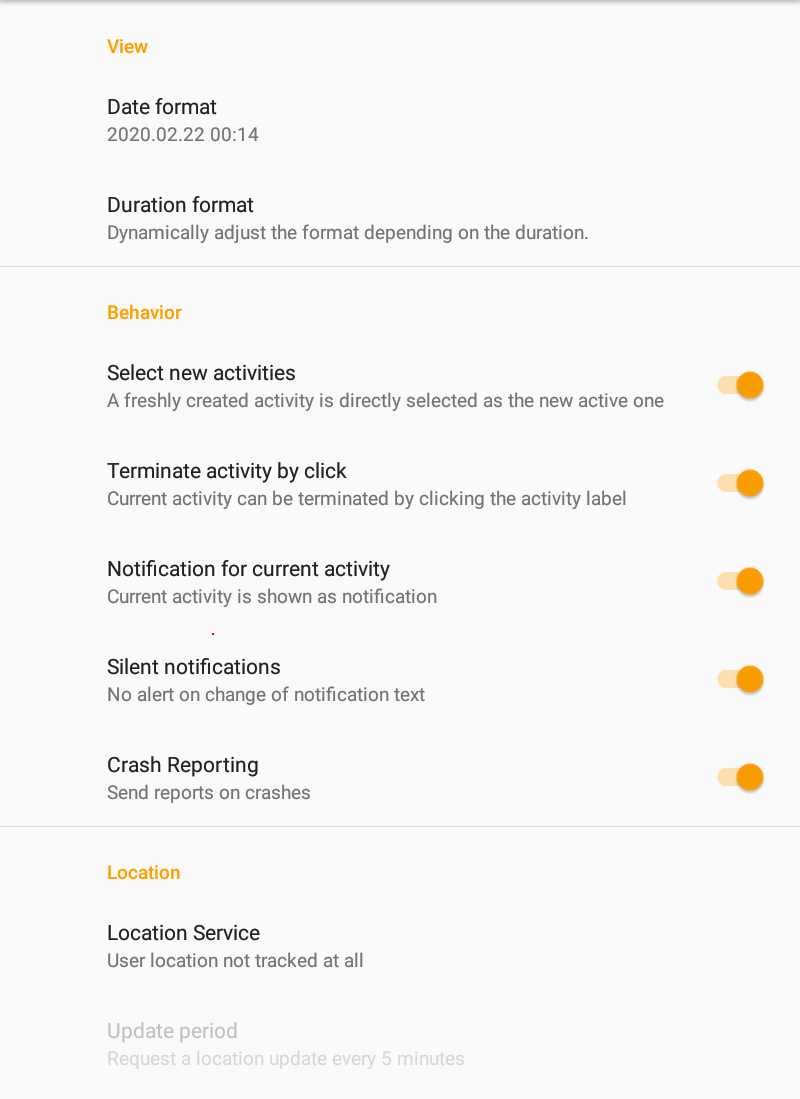 View
Date format
2020.02.22 00:14
Duration format
Dynamically adjust the format depending on the duration.
Behavior
Select new activities
A freshly created activity is directly selected as the new active one
Terminate activity by click
Current activity can be terminated by clicking the activity label
Notification for current activity
Current activity is shown as notification
Silent notifications
No alert on change of notification text
Crash Reporting
Send reports on crashes
Location
Location Service
User location not tracked at all
Update period
Request a location update every 5 minutes